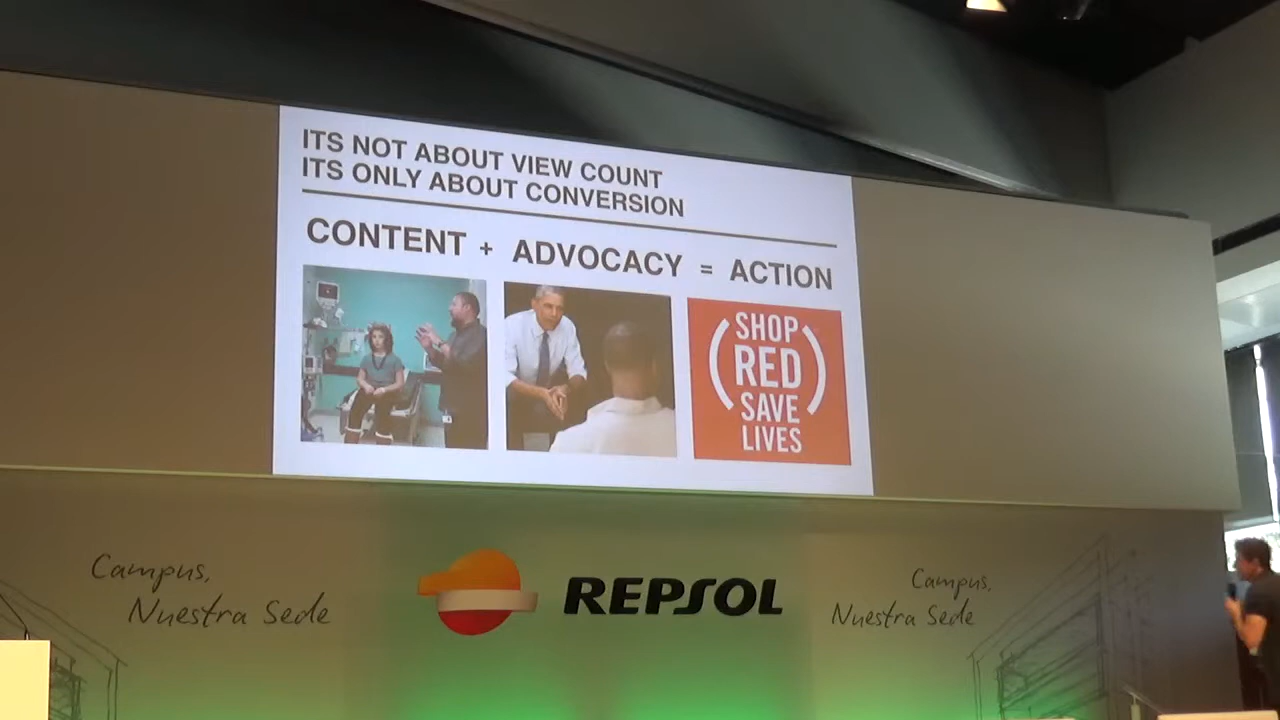 ITS NOT ABOUT VIEW COUNT
ITS ONLY ABOUT CONVERSION
CONTENT + ADVOCACY = ACTION
(SHOP
RED
SAVE
LIVES)
Campus,
Nuestra Sede
REPSOL
Campus,
Nuestra Sede